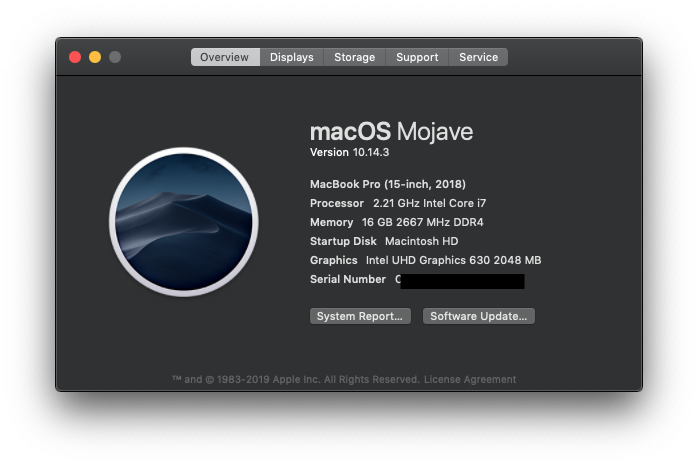 Overview Displays Storage Support Service
macOS Mojave
Version 10.14.3
MacBook Pro (15-inch, 2018)
Processor 2.21 GHz Intel Core i7
Memory 16 GB 2667 MHz DDR4
Startup Disk Macintosh HD
Graphics Intel UHD Graphics 630 2048 MB
Serial Number C
System Report... Software Update...
™ and © 1983-2019 Apple Inc. All Rights Reserved. License Agreement